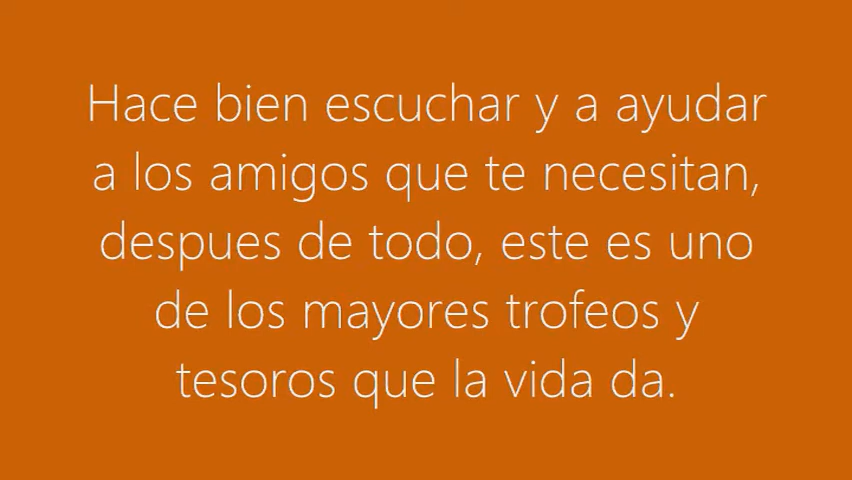 Hace bien escuchar y a ayudar
a los amigos que te necesitan,
despues de todo, este es uno
de los mayores trofeos y
tesoros que la vida da.